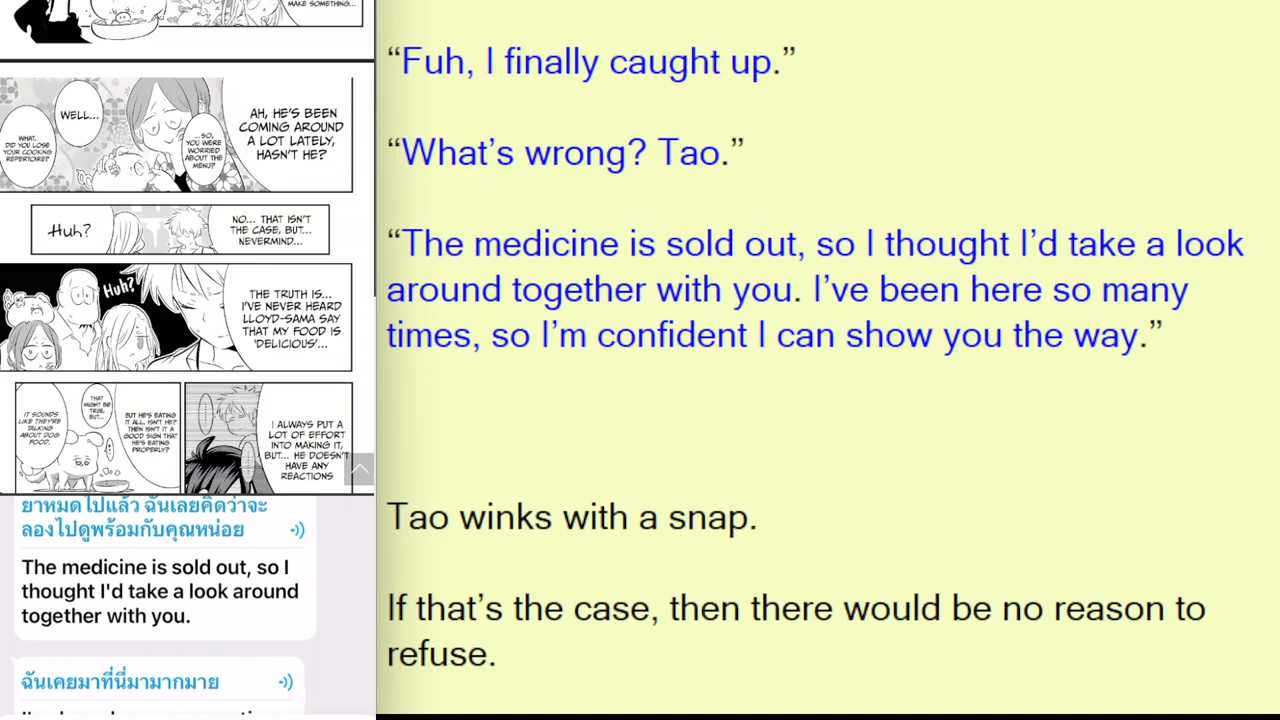 MAKE SOMETHING...
AH, HE'S BEEN
COMING AROUND
A LOT LATELY,
HASN'T HE?
...SO,
YOU WERE
WORRIED
ABOUT THE
MENU?
WELL...
WHAT,
DID YOU LOSE
YOUR COOKING
REPERTOIRE?
NO... THAT ISN'T
THE CASE, BUT...
NEVERMIND...
Huh?
THE TRUTH IS...
I'VE NEVER HEARD
LLOYD-SAMA SAY
THAT MY FOOD IS
'DELICIOUS'...
Huh?
I ALWAYS PUT A
LOT OF EFFORT
INTO MAKING IT,
BUT... HE DOESN'T
HAVE ANY
REACTIONS
BUT HE'S EATING
IT ALL, ISN'T HE?
THEN ISN'T IT A
GOOD SIGN THAT
HE'S EATING
PROPERLY?
THAT
MIGHT BE
TRUE,
BUT...
IT SOUNDS
LIKE THEY'RE
TALKING
ABOUT DOG
FOOD.
ยาหมดไปแล้ว ฉันเลยคิดว่าจะ
ลองไปดูพร้อมกับคุณหน่อย
The medicine is sold out, so I
thought I'd take a look around
together with you.
ฉันเคยมาที่นี่มามากมาย
“Fuh, I finally caught up.”
“What’s wrong? Tao.”
“The medicine is sold out, so I thought I’d take a look
around together with you. I’ve been here so many
times, so I’m confident I can show you the way.”
Tao winks with a snap.
If that’s the case, then there would be no reason to
refuse.